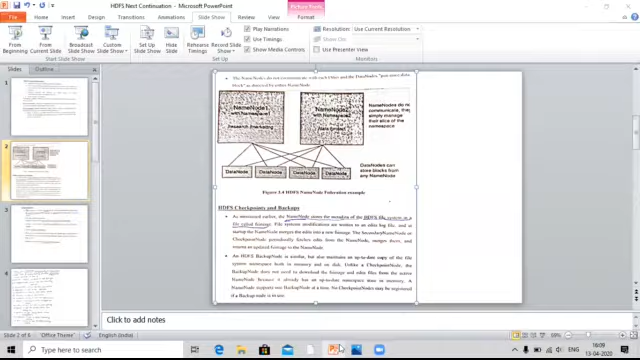 HDFS Next Continuation - Microsoft PowerPoint
Picture Tools
File
Home
Insert
Design
Transitions
Animations
Slide Show
Review
View
Format
From Beginning
From Current Slide
Broadcast Slide Show
Custom Slide Show
Start Slide Show
Set Up Slide Show
Hide Slide
Rehearse Timings
Record Slide Show
Play Narrations
Use Timings
Show Media Controls
Set Up
Resolution: Use Current Resolution
Show On:
Use Presenter View
Monitors
Slides
Outline
1
2
3
4
• The NameNodes do not communicate with each other and the DataNodes "just store data
block" as directed by either NameNode
NameNode1
with Namespace1
Research
NameNode2
with Namespace2
NameNodes do
communicate, they
simply manage
their slice of the
namespace
DataNode
DataNode
DataNode
DataNode
DataNodes can
store blocks from
any NameNode
Figure 3.4 HDFS NameNode Federation example
HDFS Checkpoints and Backups
• As mentioned earlier, the NameNode stores the metadata of the HDFS file system in a
file called fsimage. File systems modifications are written to an edits log file, and
at startup the NameNode merges the edits into a new fsimage. The SecondaryNameNode or
CheckpointNode periodically fetches edits from the NameNode, merges them, and
returns an updated fsimage to the NameNode.
• An HDFS BackupNode is similar, but also maintains an up-to-date copy of the file
system namespace both in memory and on disk. Unlike a CheckpointNode, the
BackupNode does not need to download the fsimage and edits files from the active
NameNode because it already has an up-to-date namespace state in memory. A
NameNode supports one BackupNode at a time. No CheckpointNodes may be registered
if a Backup node is in use.
Click to add notes
Slide 2 of 6
"Office Theme"
English (India)
Type here to search
ENG
18:09
13-04-2020